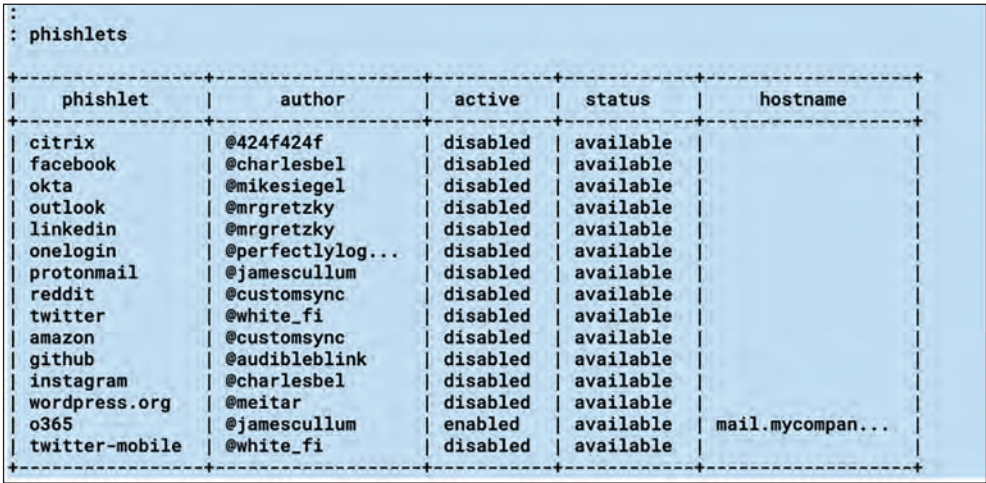 :
: phishlets
+----------------+------------------+----------+-------------+------------------+
| phishlet | author | active | status | hostname |
+----------------+------------------+----------+-------------+------------------+
| citrix | @424f424f | disabled | available | |
| facebook | @charlesbel | disabled | available | |
| okta | @mikesiegel | disabled | available | |
| outlook | @mrgretzky | disabled | available | |
| linkedin | @mrgretzky | disabled | available | |
| onelogin | @perfectlylog... | disabled | available | |
| protonmail | @jamescullum | disabled | available | |
| reddit | @customsync | disabled | available | |
| twitter | @white_fi | disabled | available | |
| amazon | @customsync | disabled | available | |
| github | @audibleblink | disabled | available | |
| instagram | @charlesbel | disabled | available | |
| wordpress.org | @meitar | disabled | available | |
| o365 | @jamescullum | enabled | available | mail.mycompan... |
| twitter-mobile | @white_fi | disabled | available | |
+----------------+------------------+----------+-------------+------------------+